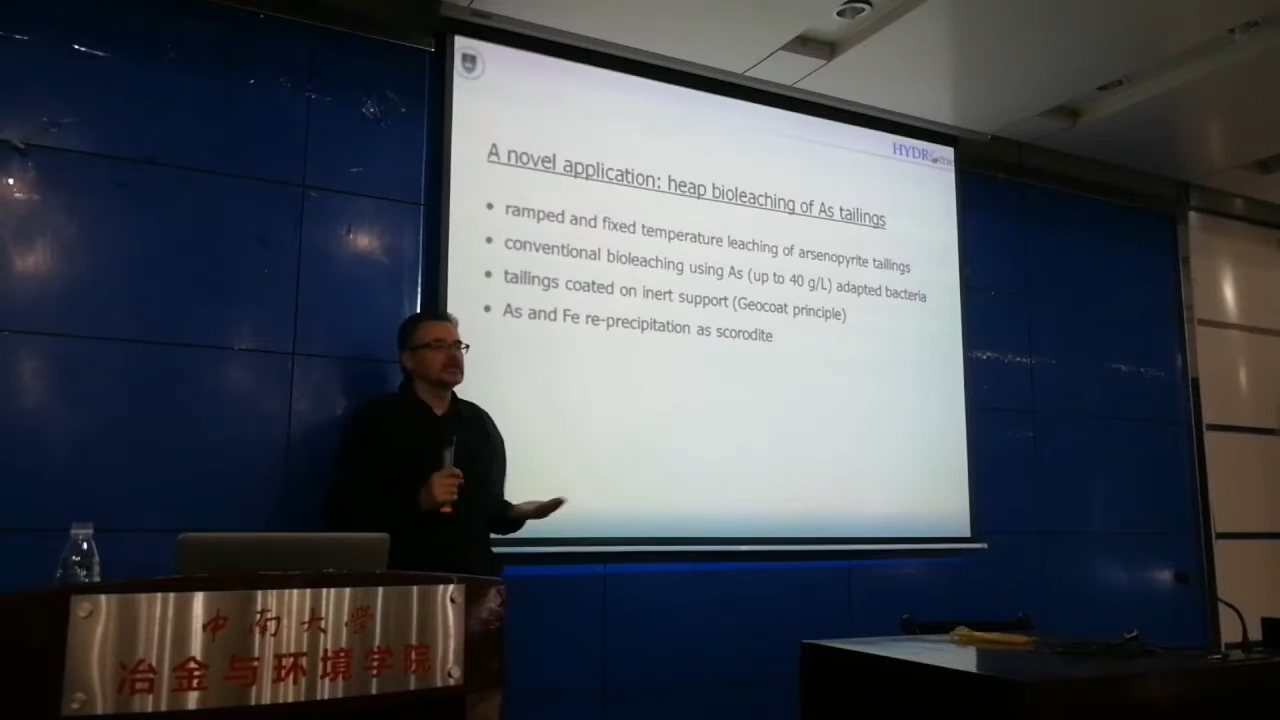 HYDROme
A novel application: heap bioleaching of As tailings
• ramped and fixed temperature leaching of arsenopyrite tailings
• conventional bioleaching using As (up to 40 g/L) adapted bacteria
• tailings coated on inert support (Geocoat principle)
• As and Fe re-precipitation as scorodite
中南大学
冶金与环境学院